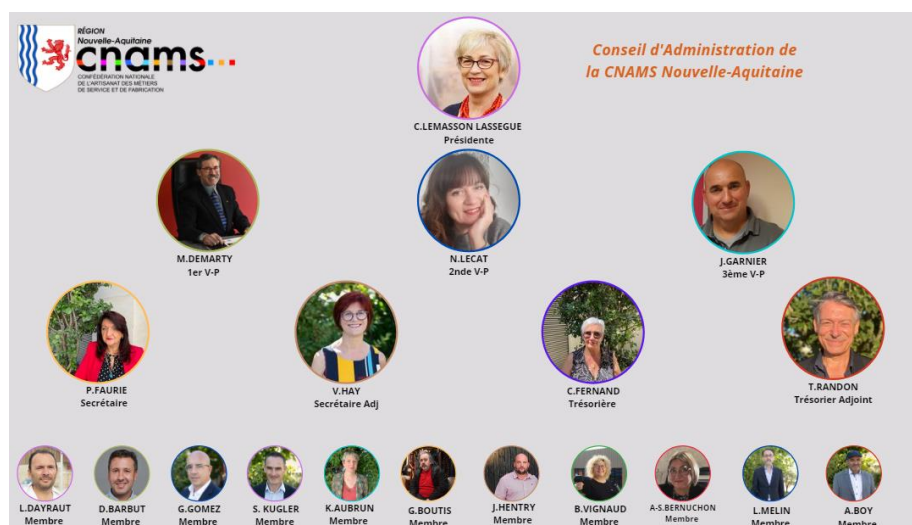 RÉGION
Nouvelle-Aquitaine
cnams
CONFÉDÉRATION NATIONALE
DE L'ARTISANAT DES MÉTIERS
DE SERVICE ET DE FABRICATION
Conseil d'Administration de
la CNAMS Nouvelle-Aquitaine
C.LEMASSON LASSEGUE
Présidente
M.DEMARTY
1er V-P
N.LECAT
2nde V-P
J.GARNIER
3ème V-P
P.FAURIE
Secrétaire
V.HAY
Secrétaire Adj
C.FERNAND
Trésorière
T.RANDON
Trésorier Adjoint
L.DAYRAUT
Membre
D.BARBUT
Membre
G.GOMEZ
Membre
S. KUGLER
Membre
K.AUBRUN
Membre
G.BOUTIS
Membre
J.HENTRY
Membre
B.VIGNAUD
Membre
A-S.BERNUCHON
Membre
L.MELIN
Membre
A.BOY
Membre